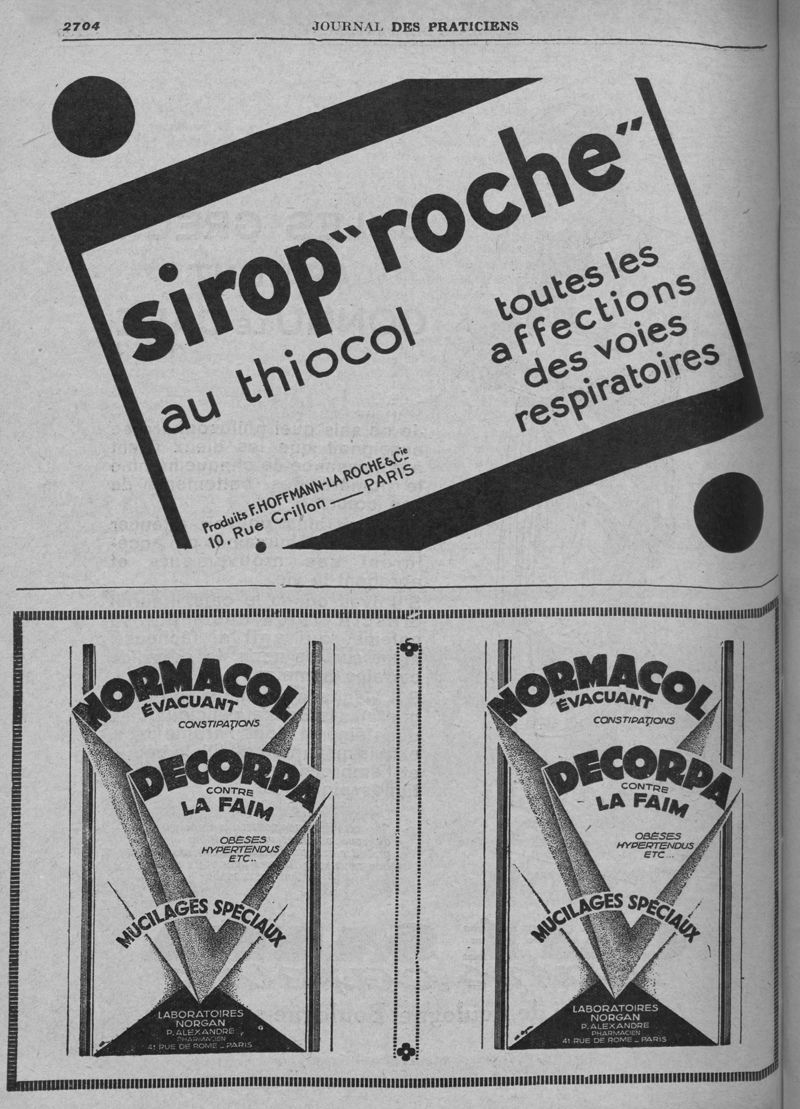 2704
JOURNAL DES PRATICIENS
sirop "roche"
au thiocol
toutes les
affections
des voies
respiratoires
Produits F. HOFFMANN-LA ROCHE & Cie
10, Rue Crillon — PARIS
NORMACOL
ÉVACUANT
CONSTIPATIONS
DECORPA
CONTRE
LA FAIM
OBÈSES
HYPERTENDUS
ETC..
MUCILAGES SPÉCIAUX
LABORATOIRES
NORGAN
P. ALEXANDRE
PHARMACIEN
41 RUE DE ROME _ PARIS
NORMACOL
ÉVACUANT
CONSTIPATIONS
DECORPA
CONTRE
LA FAIM
OBÈSES
HYPERTENDUS
ETC...
MUCILAGES SPÉCIAUX
LABORATOIRES
NORGAN
P. ALEXANDRE
PHARMACIEN
41 RUE DE ROME _ PARIS